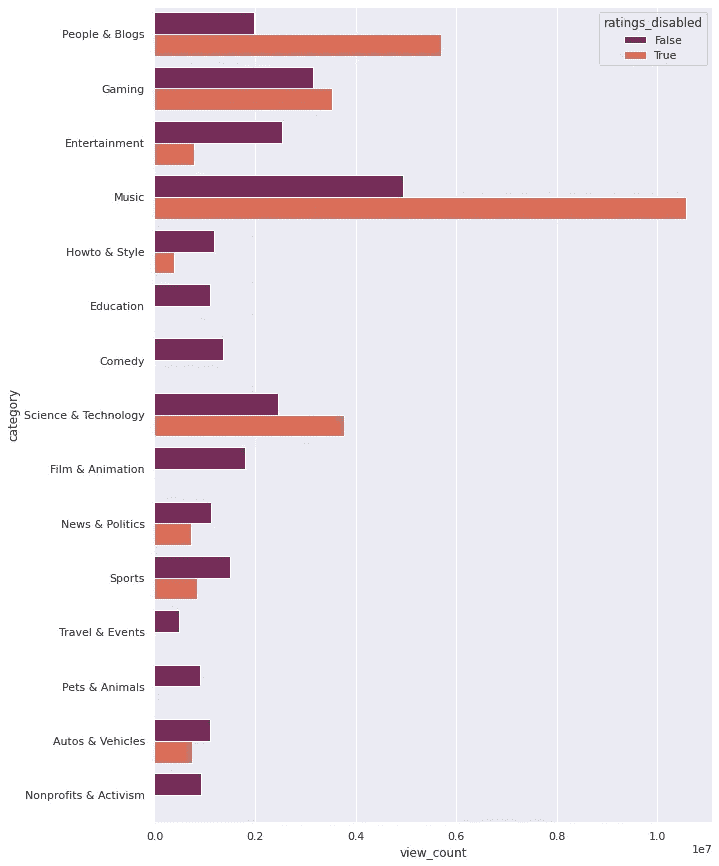 ratings_disabled
False
True
People & Blogs
Gaming
Entertainment
Music
Howto & Style
Education
Comedy
Science & Technology
Film & Animation
News & Politics
Sports
Travel & Events
Pets & Animals
Autos & Vehicles
Nonprofits & Activism
category
0.0 0.2 0.4 0.6 0.8 1.0
1e7
view_count